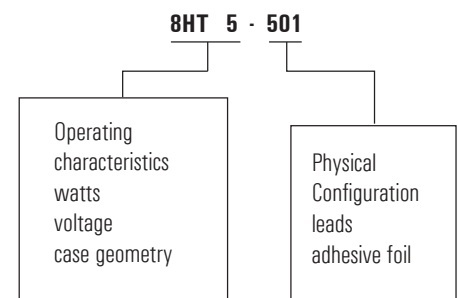 8HT 5 - 501
Operating
characteristics
watts
voltage
case geometry
Physical
Configuration
leads
adhesive foil